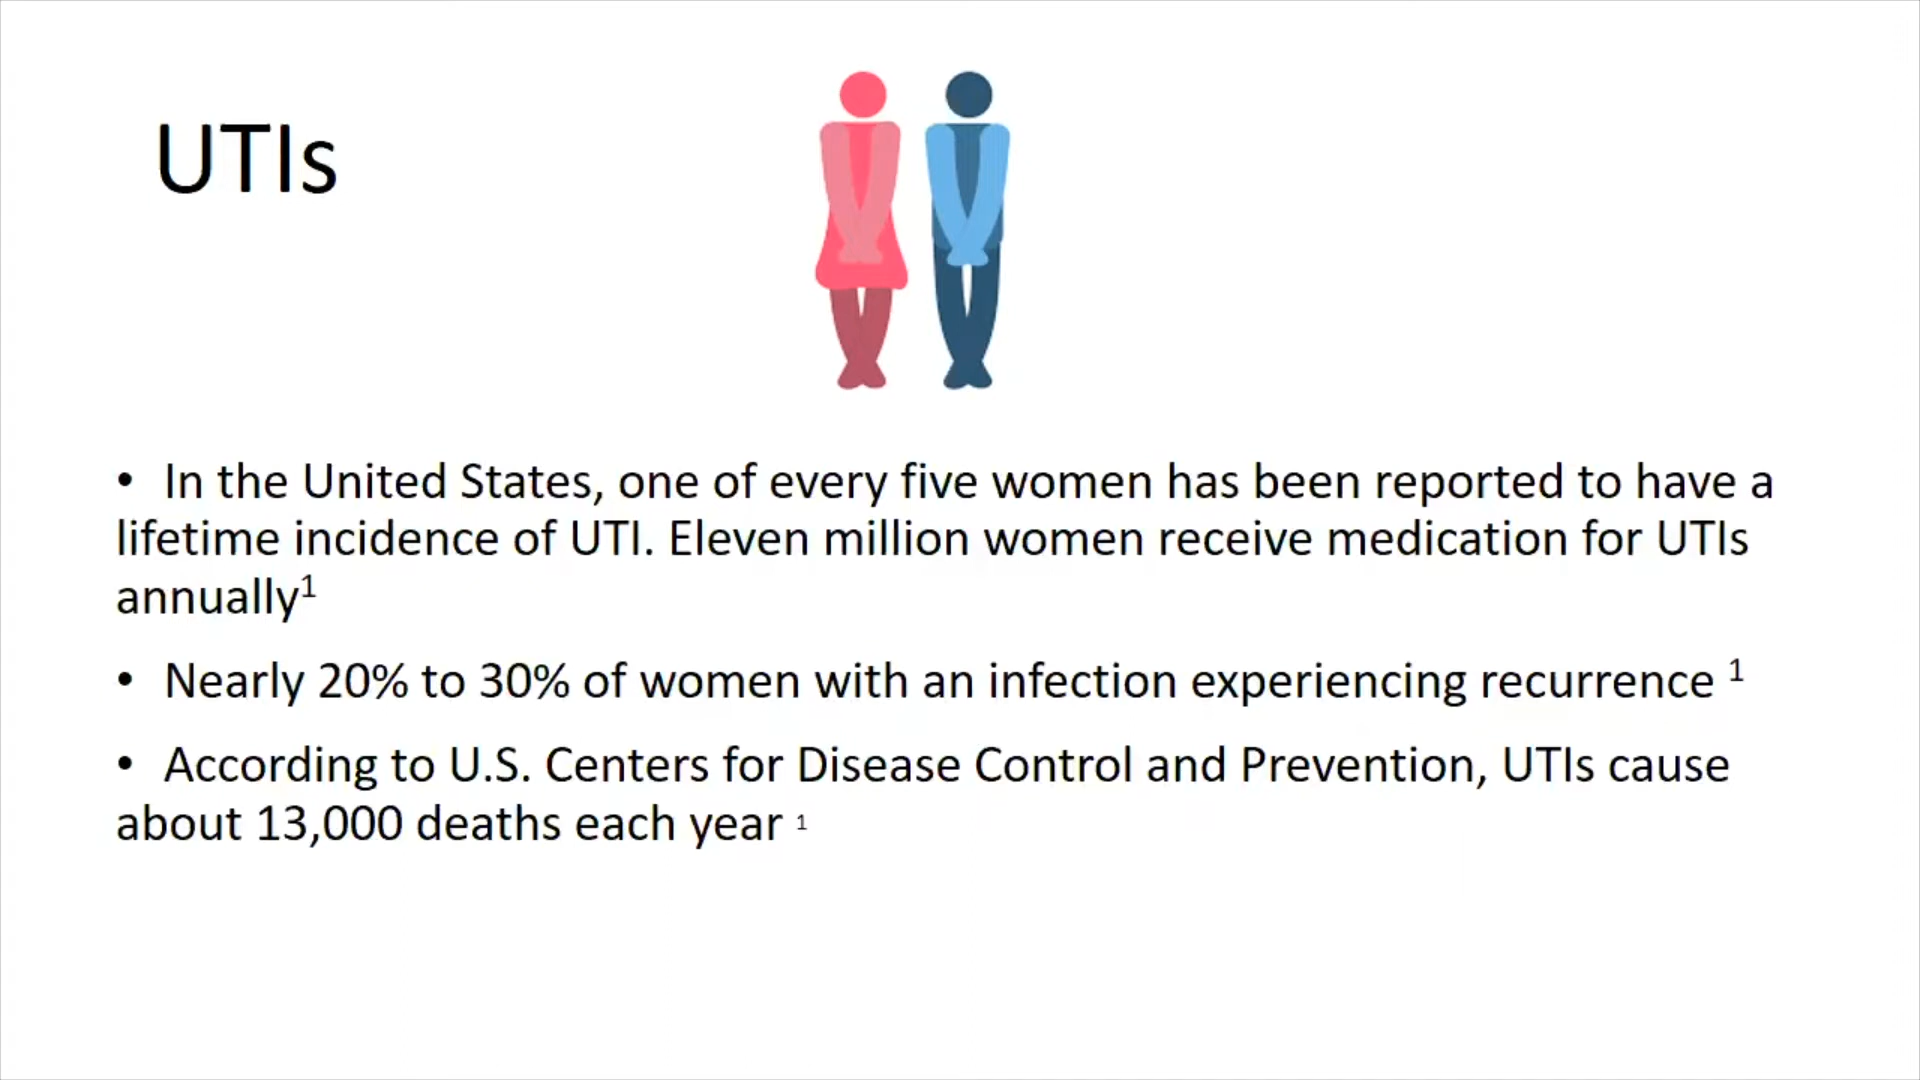 UTIs
• In the United States, one of every five women has been reported to have a
lifetime incidence of UTI. Eleven million women receive medication for UTIs
annually¹
• Nearly 20% to 30% of women with an infection experiencing recurrence ¹
• According to U.S. Centers for Disease Control and Prevention, UTIs cause
about 13,000 deaths each year ¹